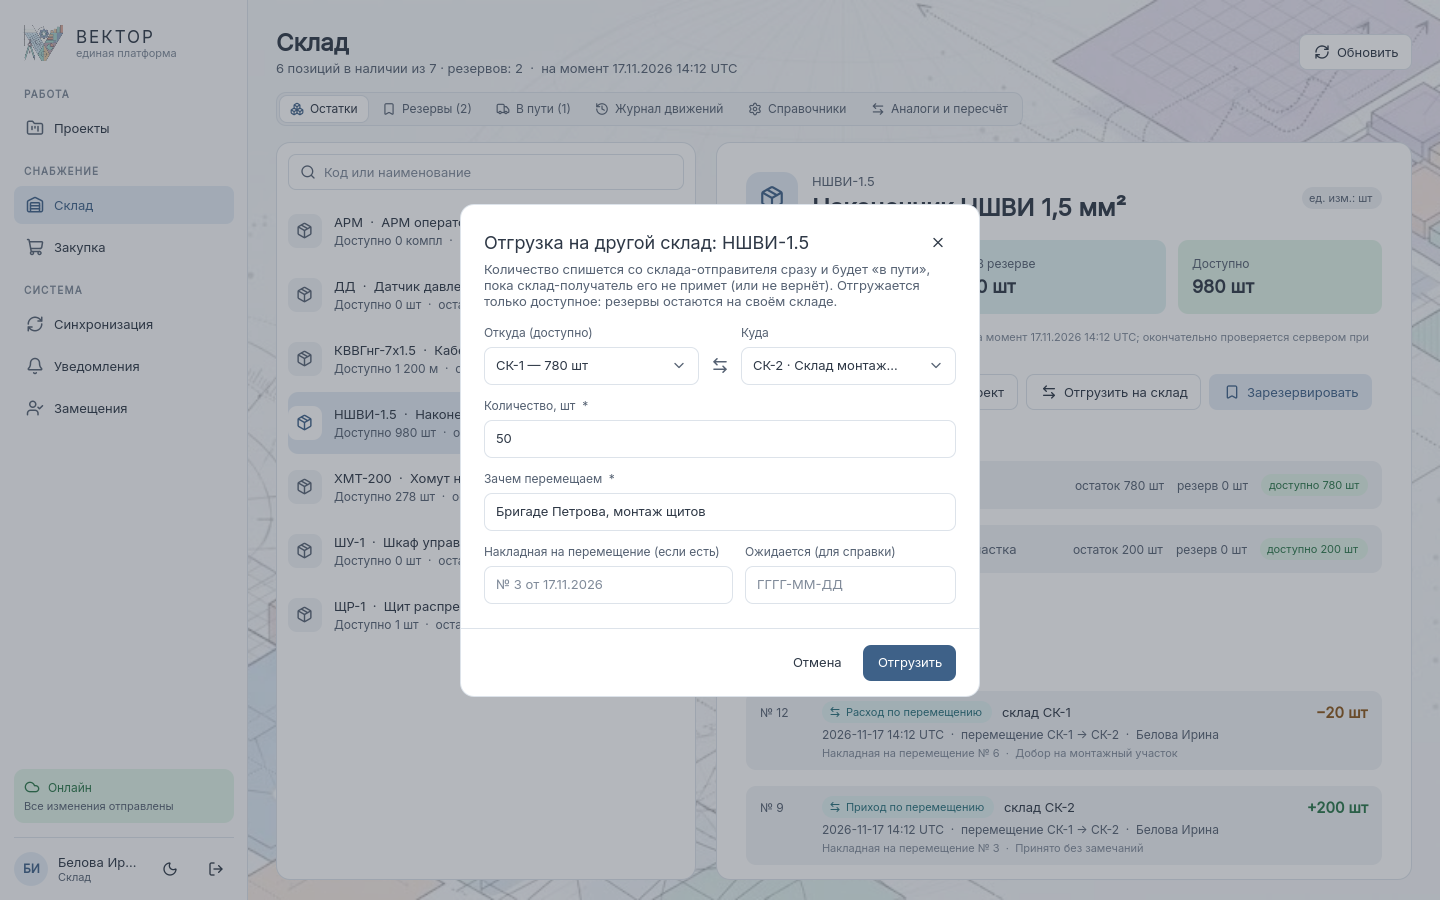 ВЕКТОР
единая платформа
РАБОТА
Проекты
СНАБЖЕНИЕ
Склад
Закупка
СИСТЕМА
Синхронизация
Уведомления
Замещения
Онлайн
Все изменения отправлены
БИ
Белова Ир...
Склад
Склад
6 позиций в наличии из 7 · резервов: 2 · на момент 17.11.2026 14:12 UTC
Обновить
Остатки
Резервы (2)
В пути (1)
Журнал движений
Справочники
Аналоги и пересчёт
Код или наименование
АРМ · АРМ
Доступно 0 компл ·
ДД · Датчик
Доступно 0 шт ·
КВВГнг-7х1.5 ·
Доступно 1 200 м ·
НШВИ-1.5 ·
Доступно 980 шт ·
ХМТ-200 · Хомут
Доступно 278 шт ·
ШУ-1 · Шкаф
Доступно 0 шт ·
ЩР-1 · Щит
Доступно 1 шт ·
НШВИ-1.5
Наконечник НШВИ 1,5 мм²
ед. изм.: шт
В резерве
0 шт
Доступно
980 шт
момент 17.11.2026 14:12 UTC; окончательно проверяется сервером при
Отгрузить на склад
Зарезервировать
остаток 780 шт резерв 0 шт доступно 780 шт
остаток 200 шт резерв 0 шт доступно 200 шт
№ 12
Расход по перемещению
склад СК-1
−20 шт
2026-11-17 14:12 UTC · перемещение СК-1 → СК-2 · Белова Ирина
Накладная на перемещение № 6 · Добор на монтажный участок
№ 9
Приход по перемещению
склад СК-2
+200 шт
2026-11-17 14:12 UTC · перемещение СК-1 → СК-2 · Белова Ирина
Накладная на перемещение № 3 · Принято без замечаний
Отгрузка на другой склад: НШВИ-1.5
Количество спишется со склада-отправителя сразу и будет «в пути»,
пока склад-получатель его не примет (или не вернёт). Отгружается
только доступное: резервы остаются на своём складе.
Откуда (доступно)
Куда
СК-1 — 780 шт
СК-2 · Склад монтаж...
Количество, шт *
50
Зачем перемещаем *
Бригаде Петрова, монтаж щитов
Накладная на перемещение (если есть)
Ожидается (для справки)
№ 3 от 17.11.2026
ГГГГ-ММ-ДД
Отмена
Отгрузить